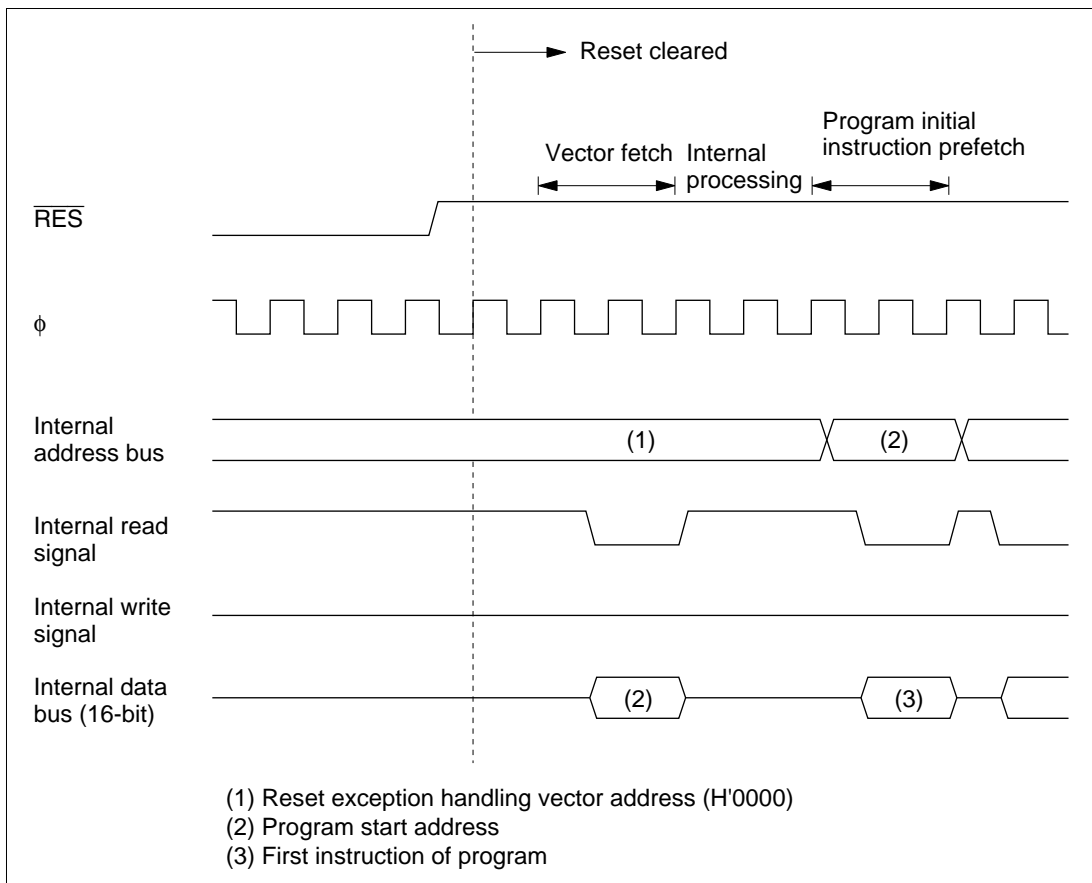 Reset cleared
Vector fetch
Internal
processing
Program initial
instruction prefetch
RES
ϕ
Internal
address bus
(1)
(2)
Internal read
signal
Internal write
signal
Internal data
bus (16-bit)
(2)
(3)
(1) Reset exception handling vector address (H'0000)
(2) Program start address
(3) First instruction of program